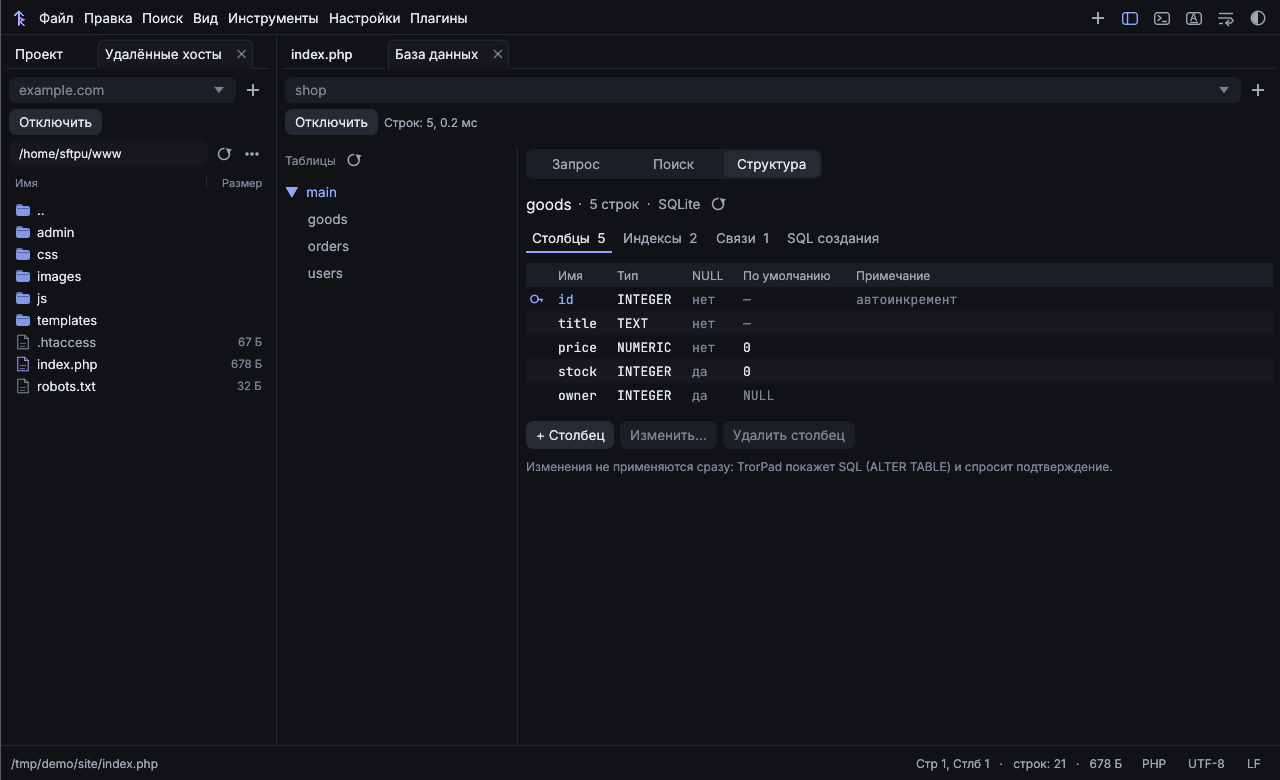 Файл Правка Поиск Вид Инструменты Настройки Плагины
Проект Удалённые хосты index.php База данных
example.com
shop
Отключить
Отключить Строк: 5, 0.2 мс
/home/sftpu/www
Имя Размер
..
admin
css
images
js
templates
.htaccess 67 Б
index.php 678 Б
robots.txt 32 Б
Таблицы
main
goods
orders
users
Запрос Поиск Структура
goods · 5 строк · SQLite
Столбцы 5 Индексы 2 Связи 1 SQL создания
Имя Тип NULL По умолчанию Примечание
id INTEGER нет — автоинкремент
title TEXT нет —
price NUMERIC нет 0
stock INTEGER да 0
owner INTEGER да NULL
+ Столбец Изменить... Удалить столбец
Изменения не применяются сразу: TrorPad покажет SQL (ALTER TABLE) и спросит подтверждение.
/tmp/demo/site/index.php Стр 1, Стлб 1 · строк: 21 · 678 Б PHP UTF-8 LF